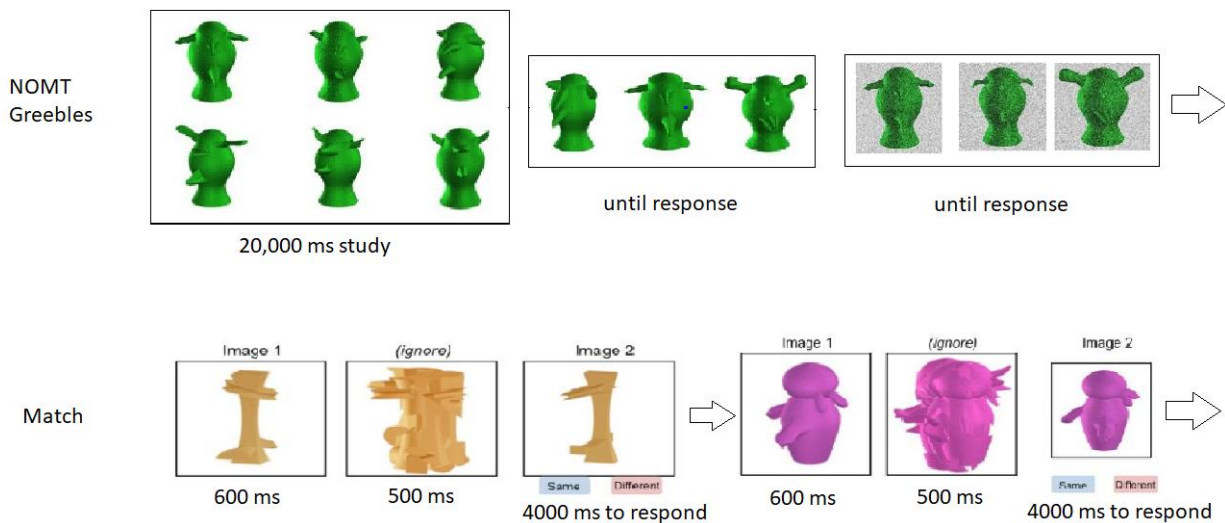 NOMT
Greebles
until response
until response
20,000 ms study
Image 1
(ignore)
Image 2
Image 1
(ignore)
Image 2
Match
Same
Different
Same
Different
600 ms
500 ms
4000 ms to respond
600 ms
500 ms
4000 ms to respond